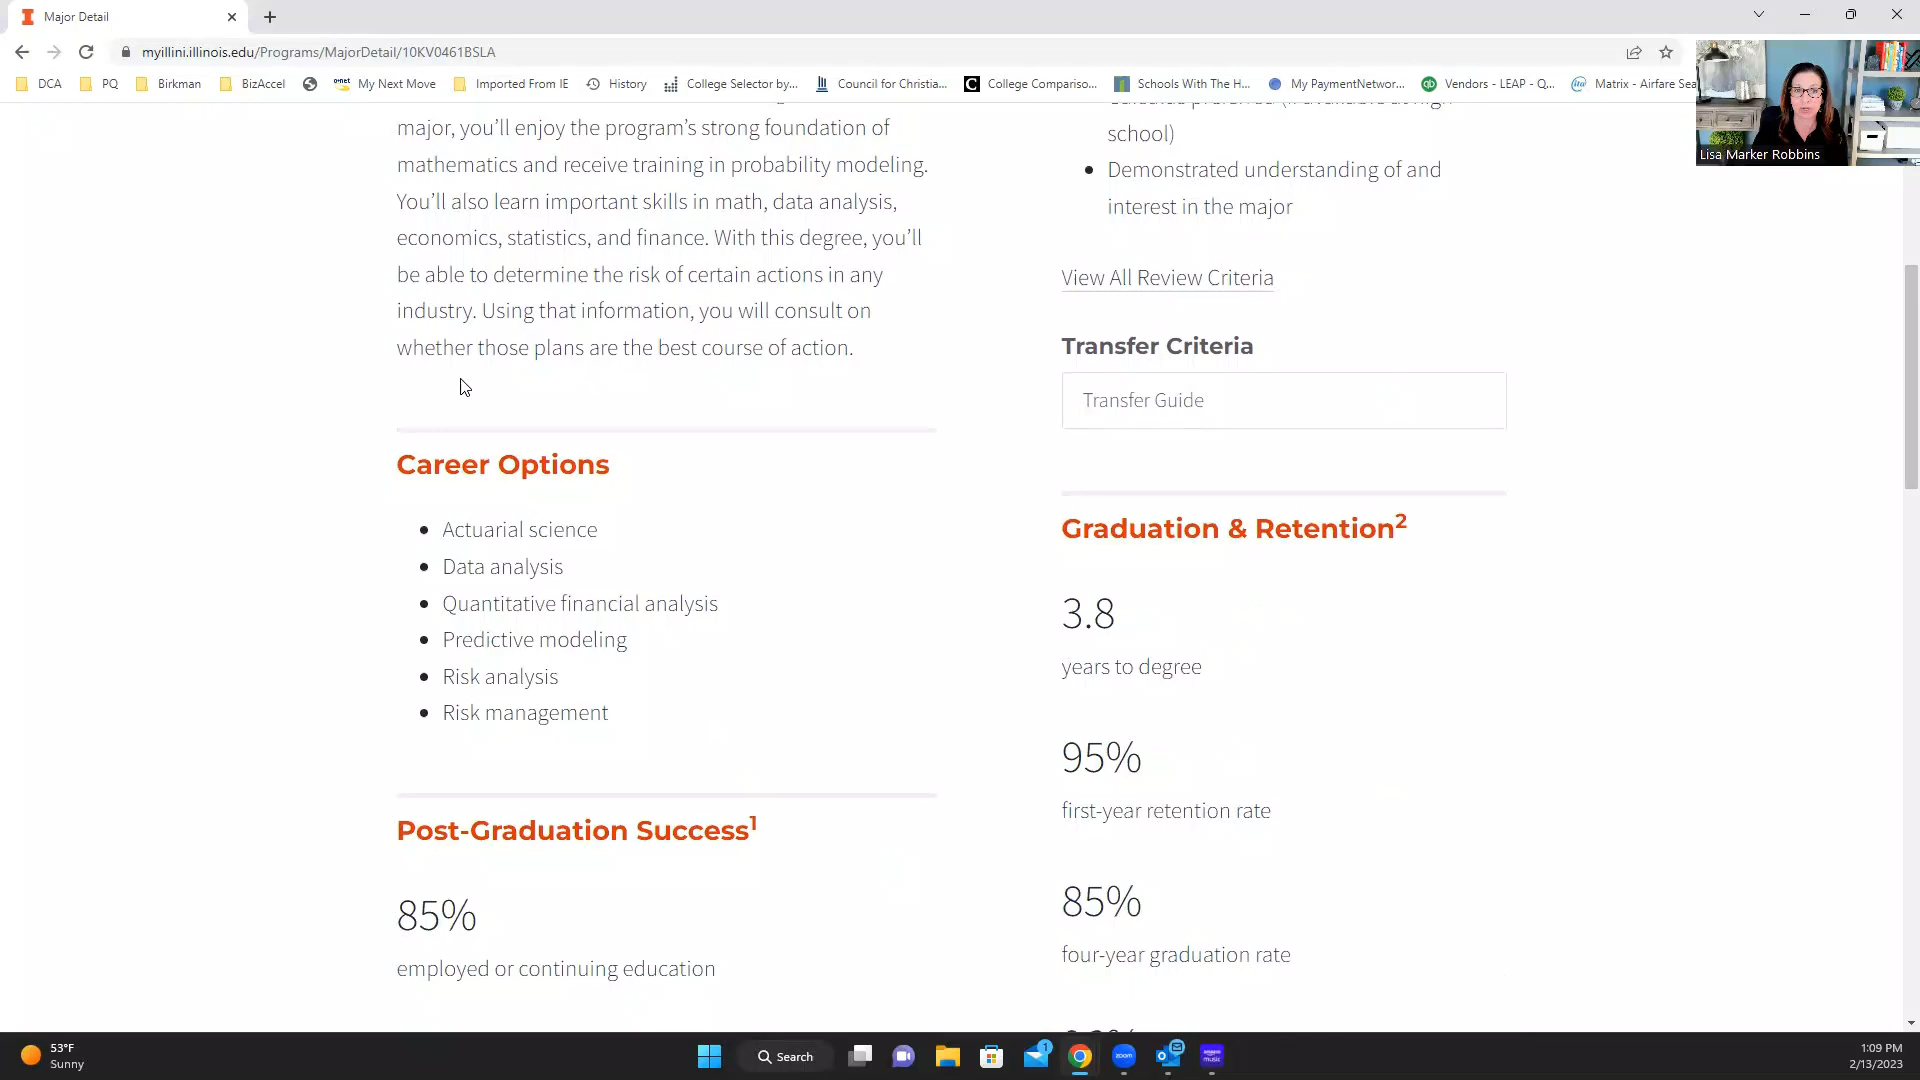 Major Detail
myillini.illinois.edu/Programs/MajorDetail/10KV0461BSLA
DCA
PQ
Birkman
BizAccel
My Next Move
Imported From IE
History
College Selector by...
Council for Christia...
College Compariso...
Schools With The H...
My PaymentNetwor...
Vendors - LEAP - Q...
Matrix - Airfare Sea
Lisa Marker Robbins
major, you'll enjoy the program's strong foundation of
mathematics and receive training in probability modeling.
You'll also learn important skills in math, data analysis,
economics, statistics, and finance. With this degree, you'll
be able to determine the risk of certain actions in any
industry. Using that information, you will consult on
whether those plans are the best course of action.
Career Options
Actuarial science
Data analysis
Quantitative financial analysis
Predictive modeling
Risk analysis
Risk management
Post-Graduation Success1
85%
employed or continuing education
school)
Demonstrated understanding of and
interest in the major
View All Review Criteria
Transfer Criteria
Transfer Guide
Graduation & Retention2
3.8
years to degree
95%
first-year retention rate
85%
four-year graduation rate
53°F
Sunny
Search
1
zoom
music
1:09 PM
2/13/2023